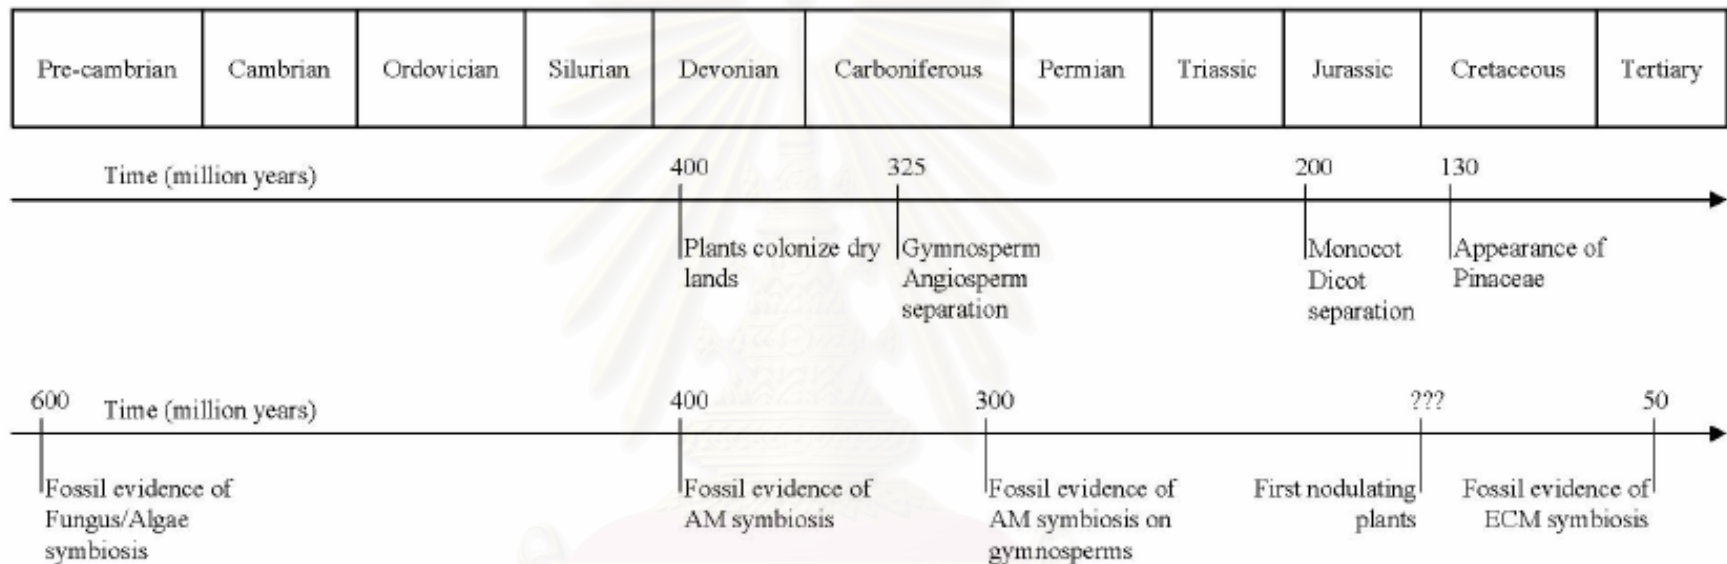 Pre-cambrian Cambrian Ordovician Silurian Devonian Carboniferous Permian Triassic Jurassic Cretaceous Tertiary
Time (million years) 400 325 200 130
Plants colonize dry
lands
Gymnosperm
Angiosperm
separation
Monocot
Dicot
separation
Appearance of
Pinaceae
600 Time (million years) 400 300 ??? 50
Fossil evidence of
Fungus/Algae
symbiosis
Fossil evidence of
AM symbiosis
Fossil evidence of
AM symbiosis on
gymnosperms
First nodulating
plants
Fossil evidence of
ECM symbiosis